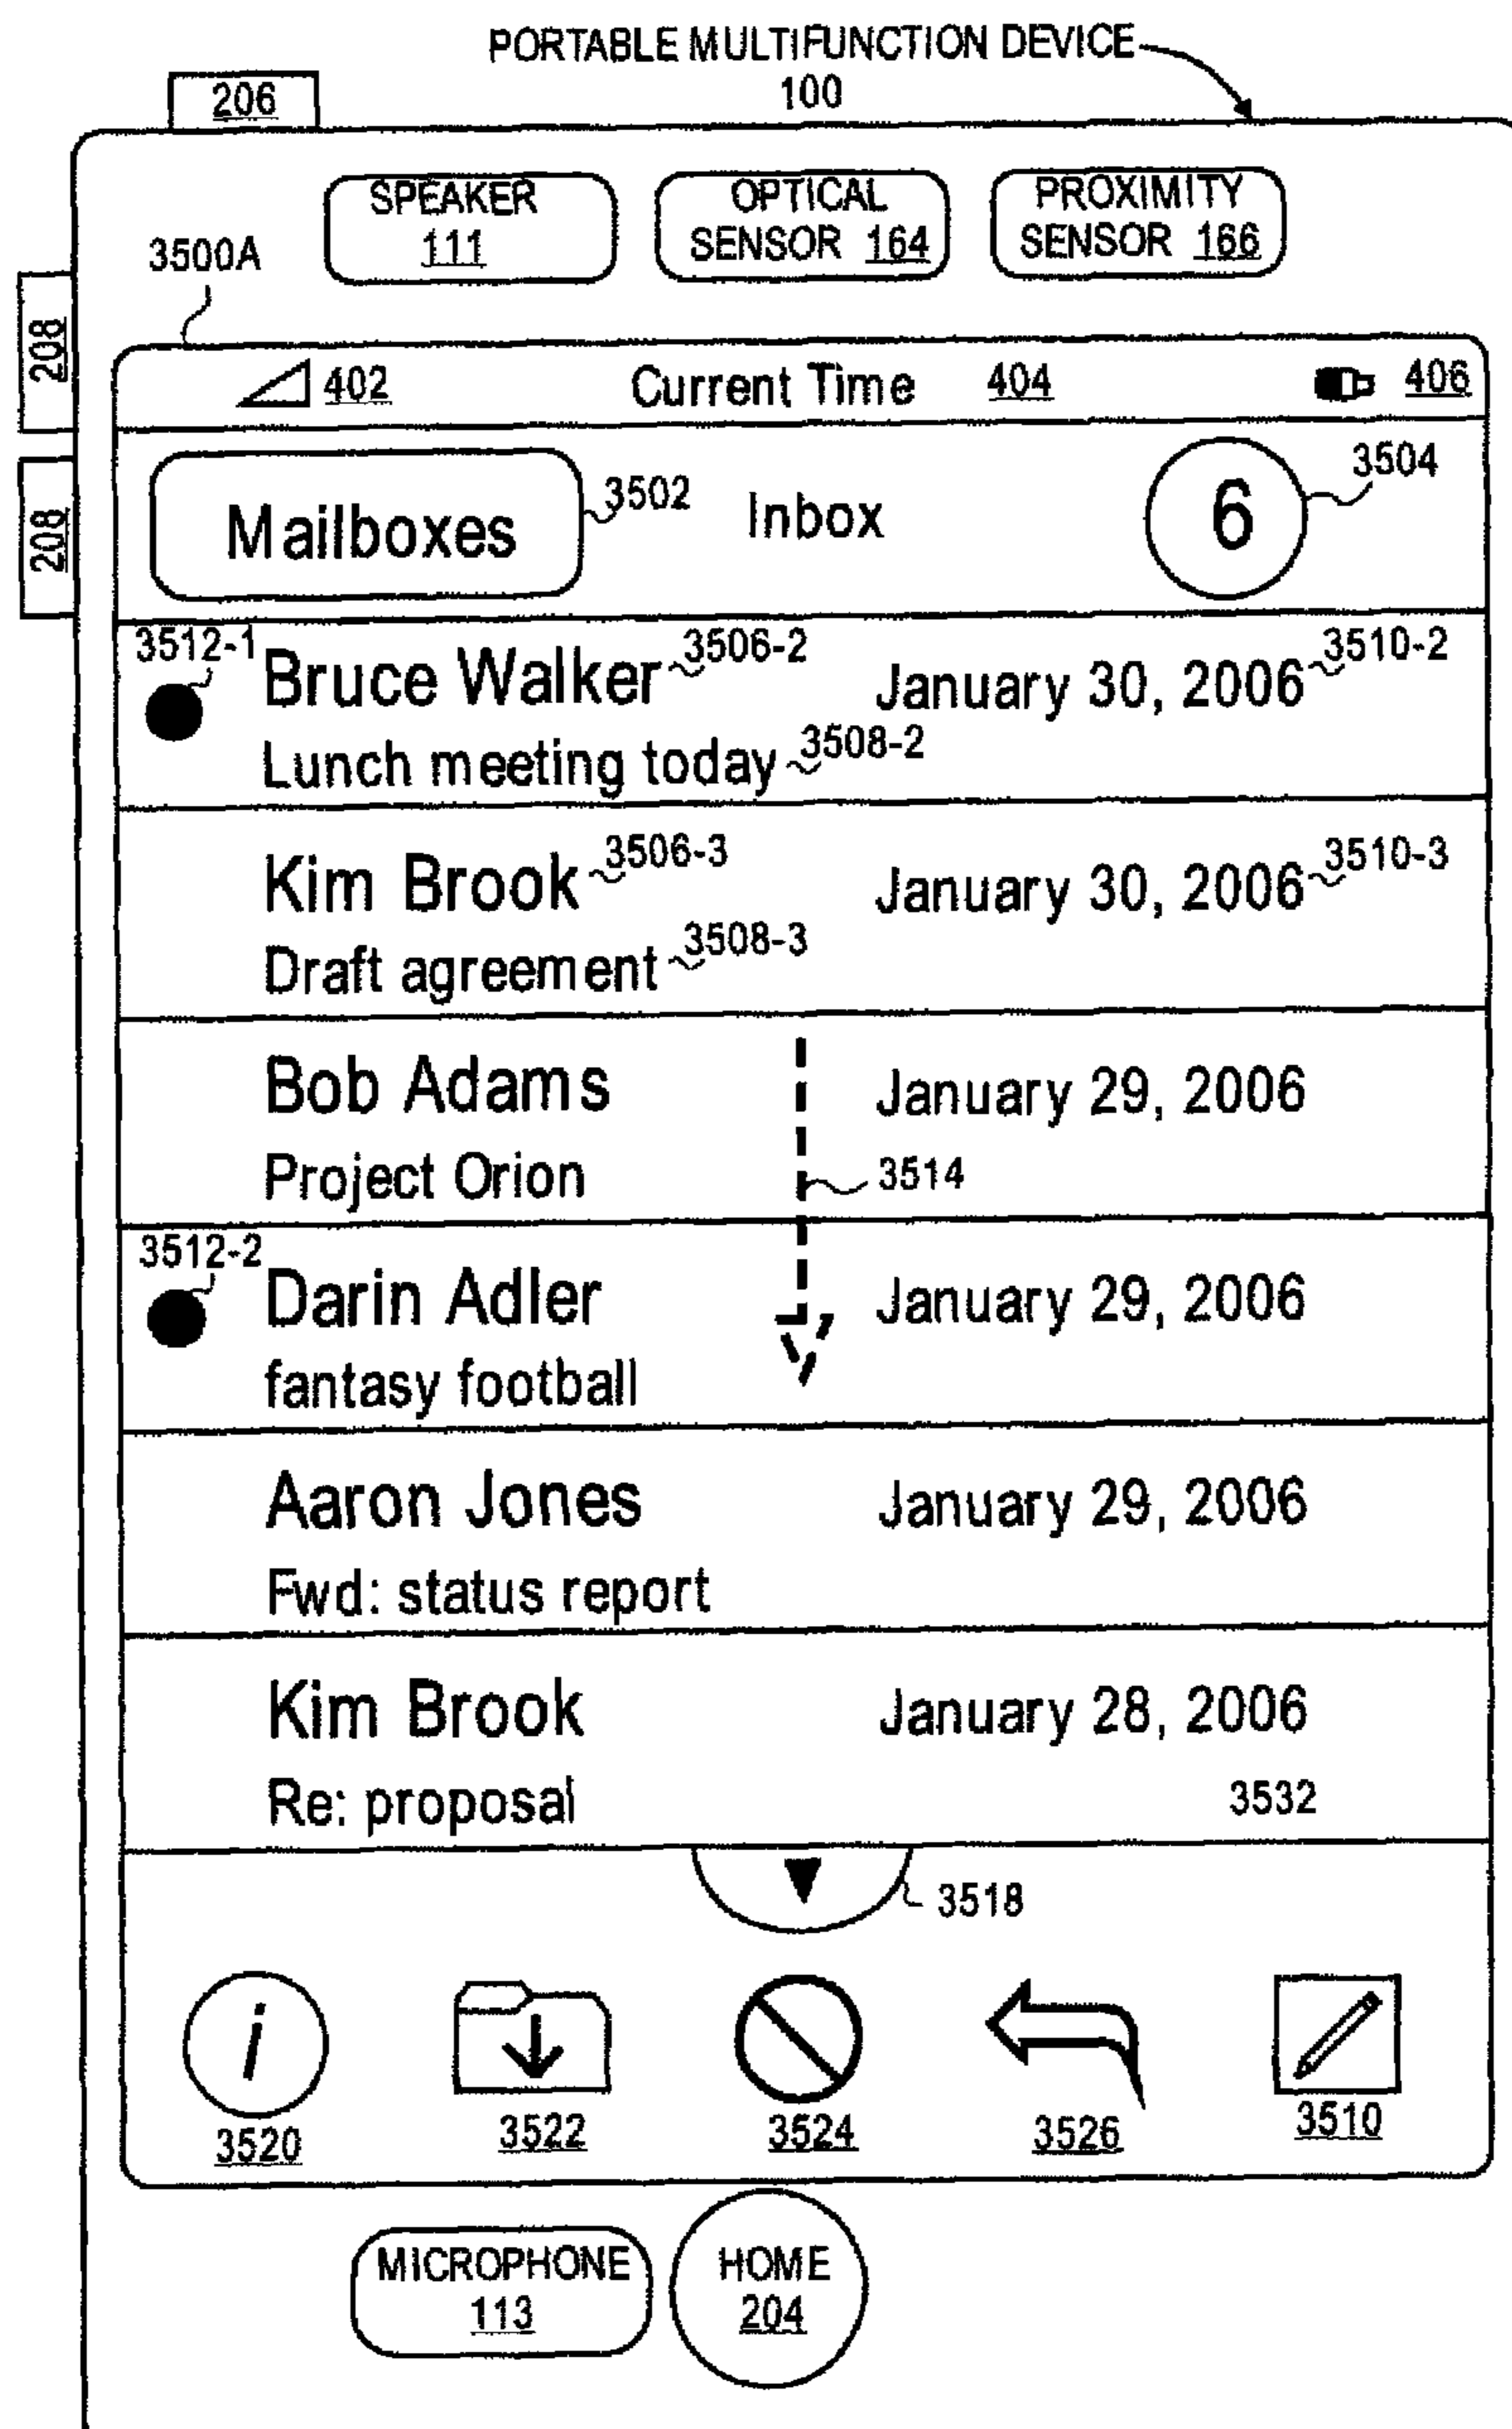 PORTABLE MULTIFUNCTION DEVICE
100
206
SPEAKER
111
OPTICAL
SENSOR 164
PROXIMITY
SENSOR 166
3500A
208
208
402
Current Time 404
406
Mailboxes
3502
Inbox
6
3504
3512-1
Bruce Walker 3506-2
January 30, 2006 3510-2
Lunch meeting today 3508-2
Kim Brook 3506-3
January 30, 2006 3510-3
Draft agreement 3508-3
Bob Adams
January 29, 2006
Project Orion
3514
3512-2
Darin Adler
January 29, 2006
fantasy football
Aaron Jones
January 29, 2006
Fwd: status report
Kim Brook
January 28, 2006
Re: proposal
3532
3518
i
3520
3522
3524
3526
3510
MICROPHONE
113
HOME
204